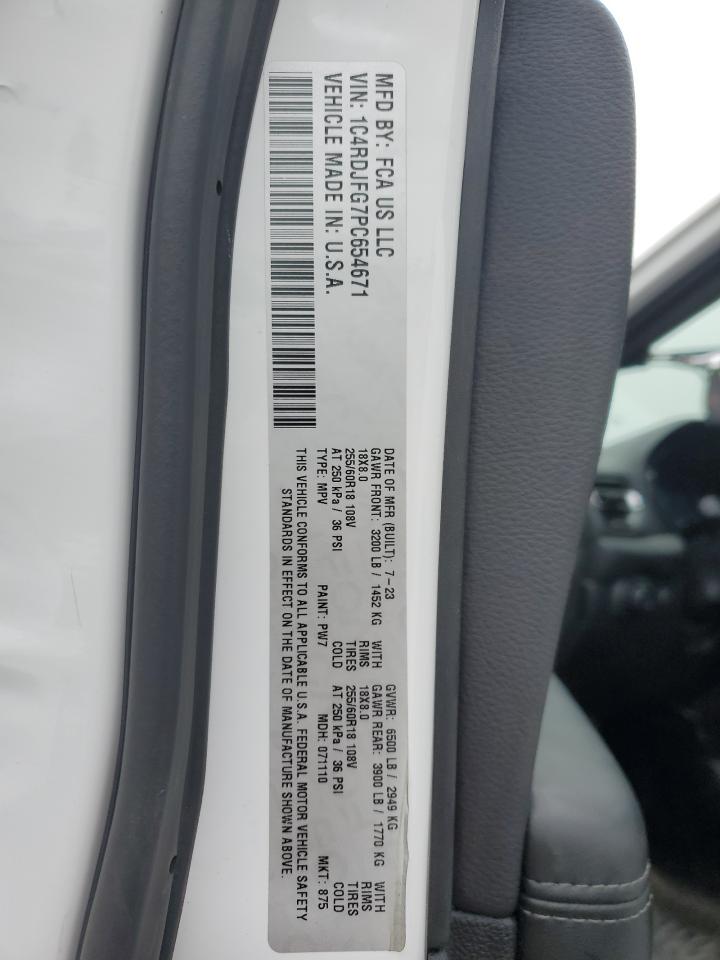 MFD BY: FCA US LLC
VIN: 1C4RDJFG7PC654671
VEHICLE MADE IN: U.S.A.
DATE OF MFR (BUILT): 7-23 GVWR: 6500 LB / 2949 KG
GAWR FRONT: 3200 LB / 1452 KG WITH GAWR REAR: 3900 LB / 1770 KG WITH
18X8.0 RIMS 18X8.0 RIMS
255/60R18 108V TIRES 255/60R18 108V TIRES
AT 250 kPa / 36 PSI COLD AT 250 kPa / 36 PSI COLD
TYPE: MPV PAINT: PW7 MDH: 071110 MKT: 875
THIS VEHICLE CONFORMS TO ALL APPLICABLE U.S.A. FEDERAL MOTOR VEHICLE SAFETY
STANDARDS IN EFFECT ON THE DATE OF MANUFACTURE SHOWN ABOVE.